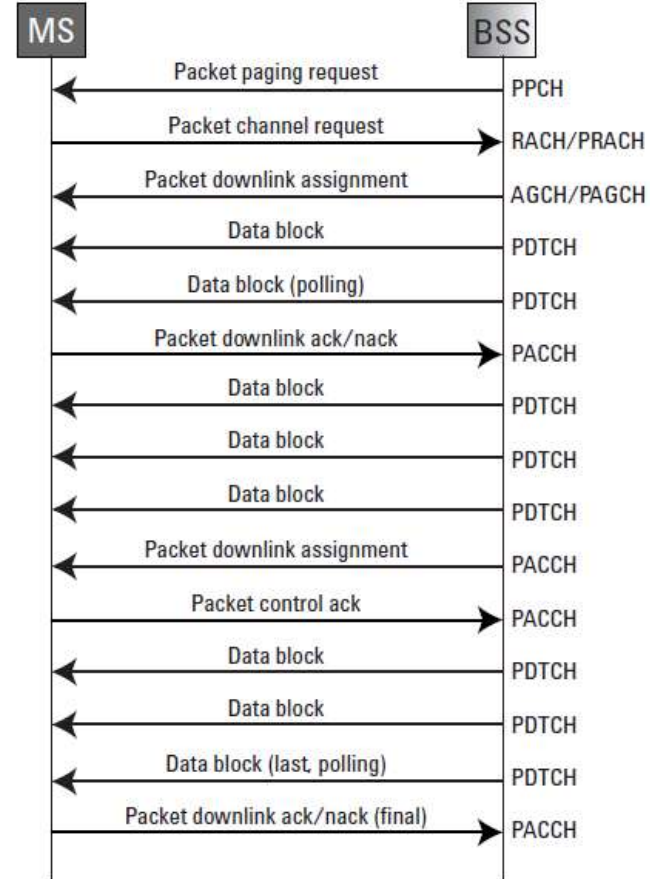 MS BSS
Packet paging request PPCH
Packet channel request RACH/PRACH
Packet downlink assignment AGCH/PAGCH
Data block PDTCH
Data block (polling) PDTCH
Packet downlink ack/nack PACCH
Data block PDTCH
Data block PDTCH
Data block PDTCH
Packet downlink assignment PACCH
Packet control ack PACCH
Data block PDTCH
Data block PDTCH
Data block (last, polling) PDTCH
Packet downlink ack/nack (final) PACCH